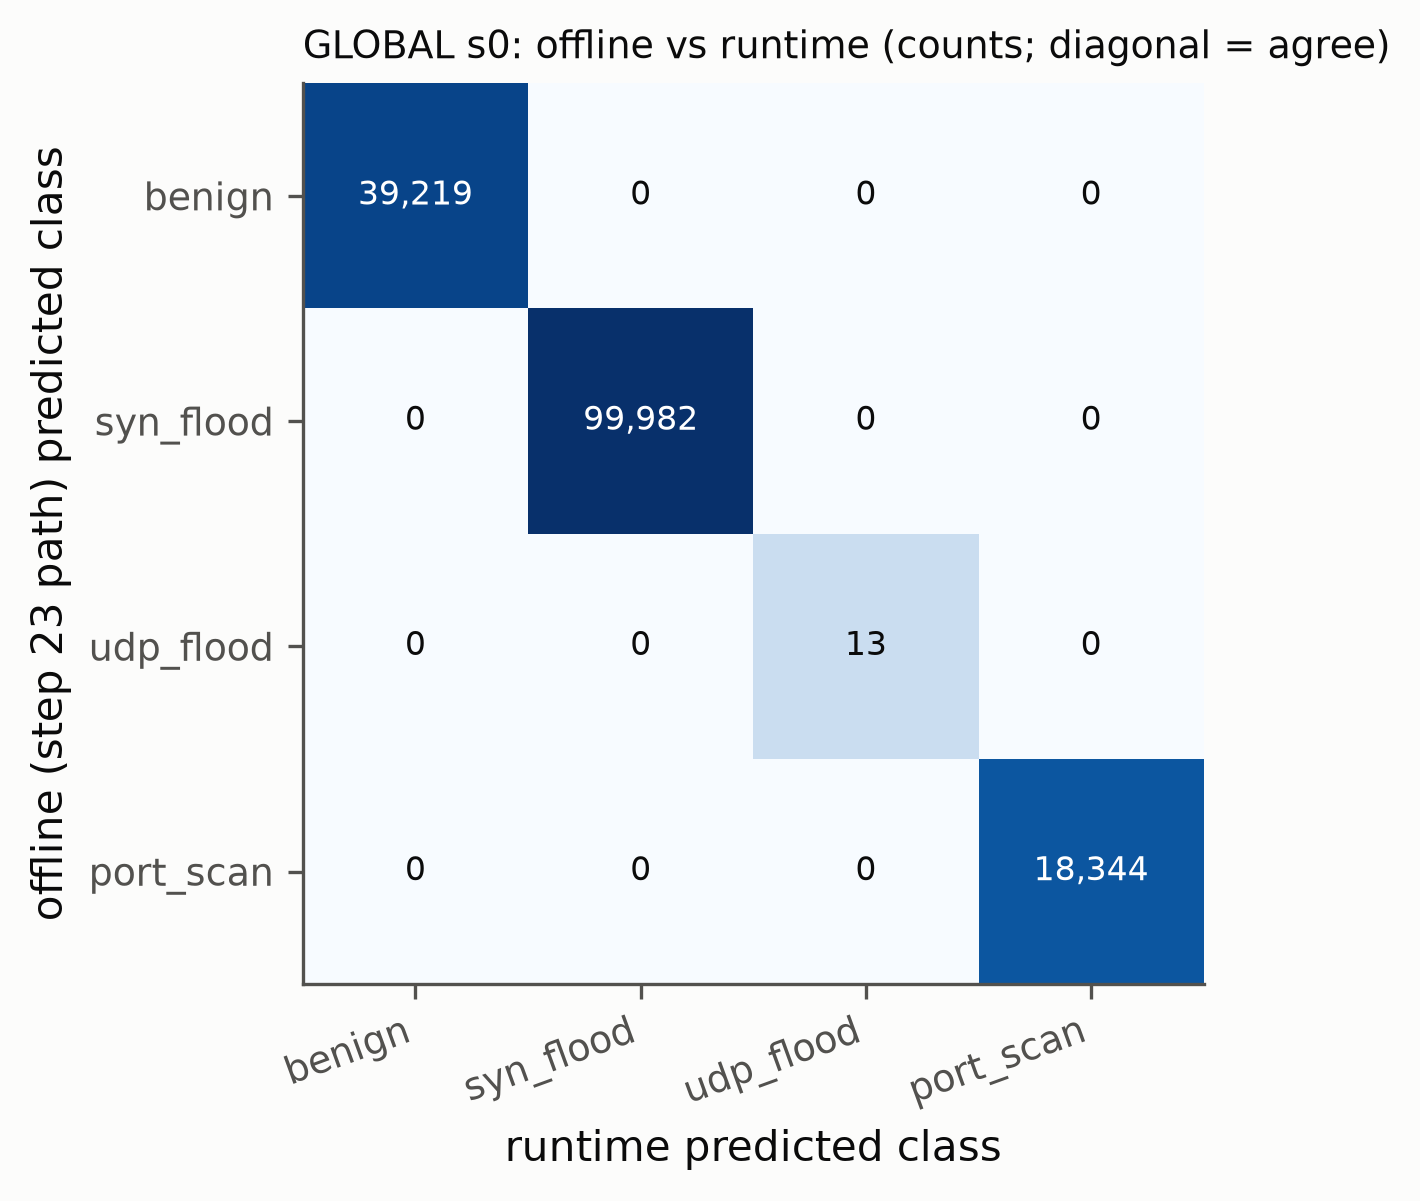 GLOBAL s0: offline vs runtime (counts; diagonal = agree)
offline (step 23 path) predicted class
benign
39,219
0
0
0
syn_flood
0
99,982
0
0
udp_flood
0
0
13
0
port_scan
0
0
0
18,344
benign
syn_flood
udp_flood
port_scan
runtime predicted class